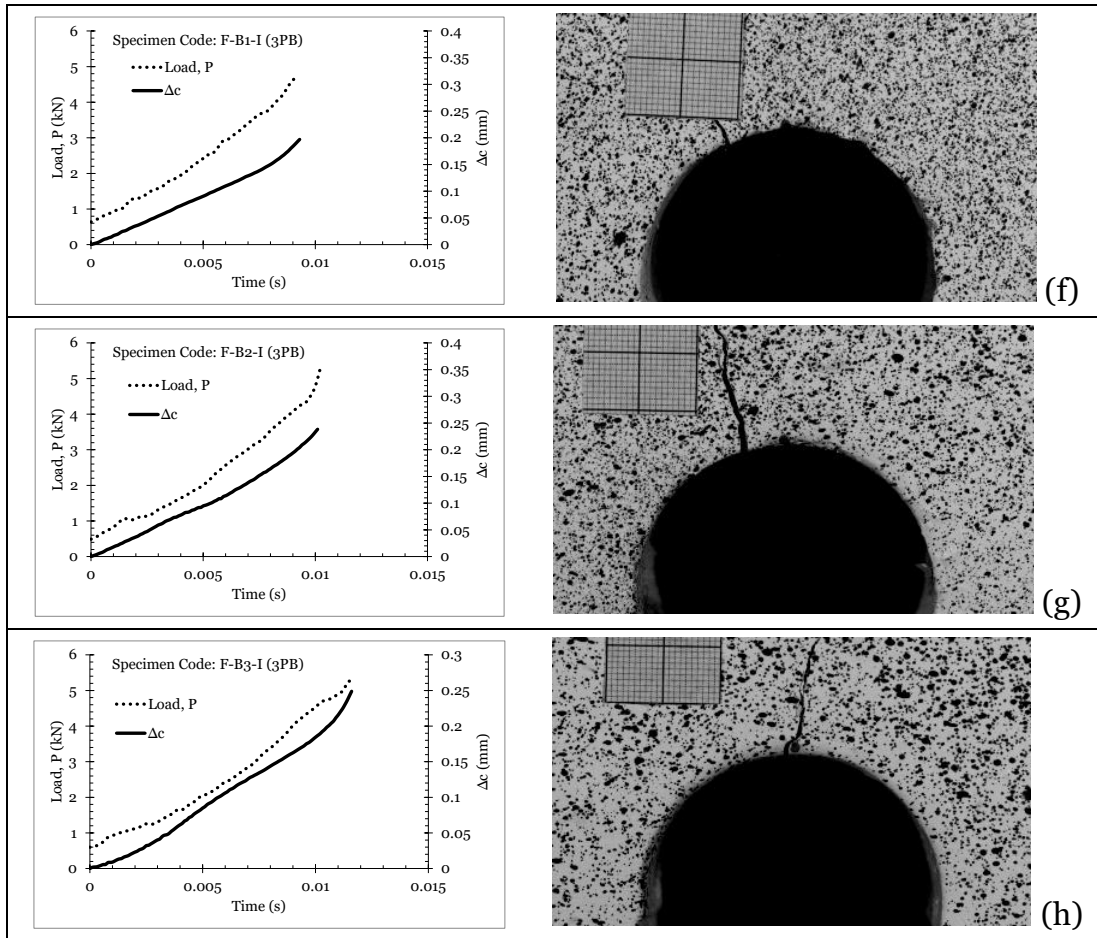 Specimen Code: F-B1-I (3PB)
Load, P
Δc
Load, P (kN)
6
5
4
3
2
1
0
0.4
0.35
0.3
0.25
0.2
0.15
0.1
0.05
0
Δc (mm)
0
0.005
0.01
0.015
Time (s)
(f)
Specimen Code: F-B2-I (3PB)
Load, P
Δc
Load, P (kN)
6
5
4
3
2
1
0
0.4
0.35
0.3
0.25
0.2
0.15
0.1
0.05
0
Δc (mm)
0
0.005
0.01
0.015
Time (s)
(g)
Specimen Code: F-B3-I (3PB)
Load, P
Δc
Load, P (kN)
6
5
4
3
2
1
0
0.3
0.25
0.2
0.15
0.1
0.05
0
Δc (mm)
0
0.005
0.01
0.015
Time (s)
(h)